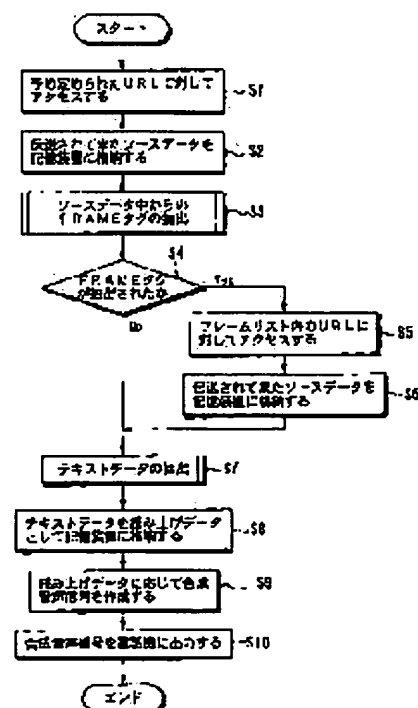 スタート
予め定められたURLに対して
アクセスする
S1
伝送されて来たソースデータを
記憶装置に格納する
S2
ソースデータ中からの
FRAMEタグの抽出
S3
S4
FRAMEタグ
が抽出されたか
Yes
No
フレームリスト内のURLに
対してアクセスする
S5
伝送されて来たソースデータを
記憶装置に格納する
S6
テキストデータの抽出
S7
テキストデータを読み上げデータ
として記憶装置に格納する
S8
読み上げデータに応じて合成
音声信号を作成する
S9
合成音声信号を電話機に出力する
S10
エンド